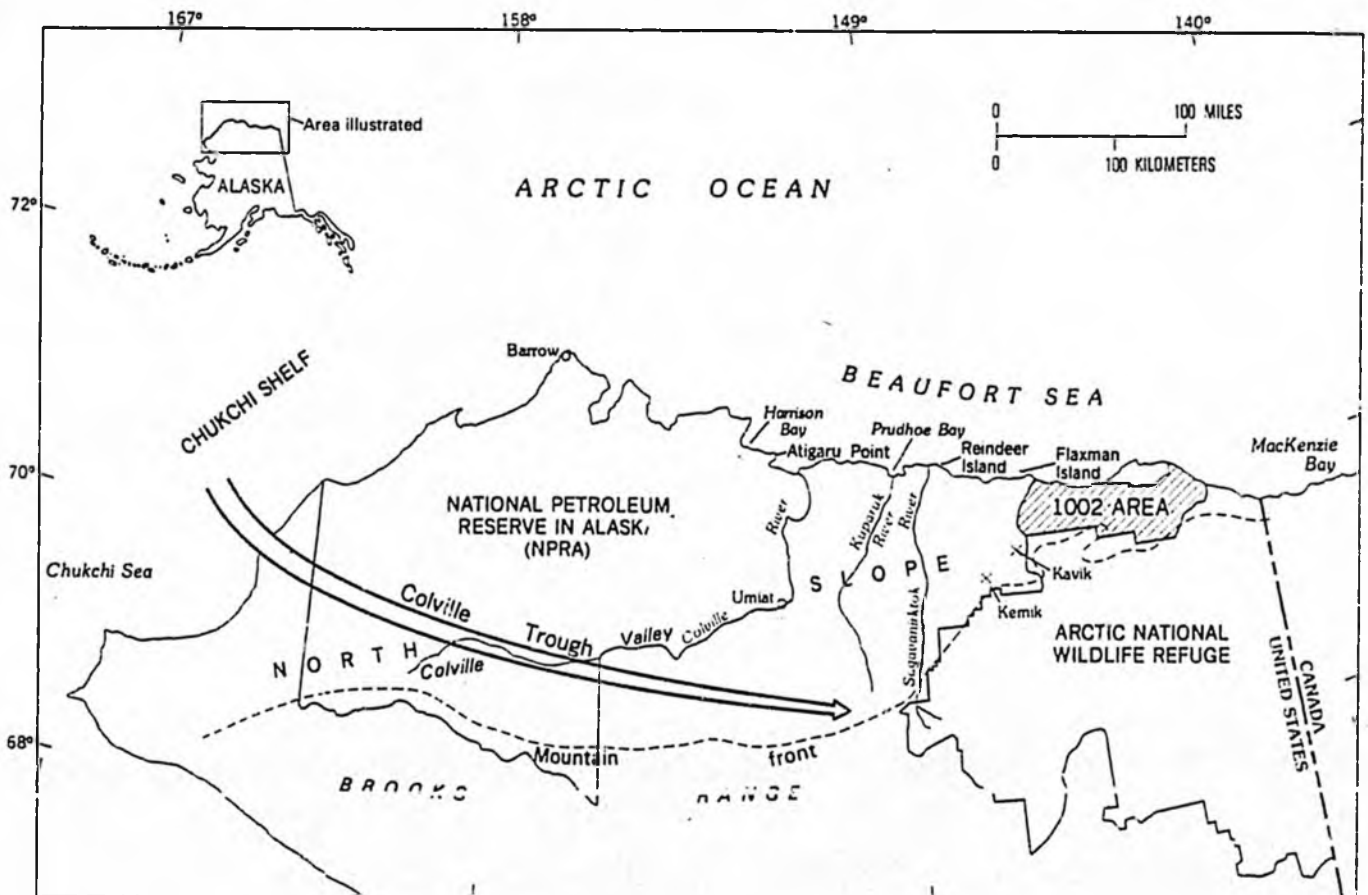 167°
158°
149°
140°
Area illustrated
ALASKA
0 100 MILES
0 100 KILOMETERS
ARCTIC OCEAN
72°
CHUKCHI SHELF
Barrow
BEAUFORT SEA
Harrison
Bay
Prudhoe Bay
Atigaru Point
Reindeer
Island
Flaxman
Island
MacKenzie
Bay
70°
NATIONAL PETROLEUM
RESERVE IN ALASK
(NPRA)
River
Kuparuk
River
River
1002 AREA
Chukchi Sea
SLOPE
Kavik
Kemik
Umiat
Colville
Trough
Valley
Colville
Sagavanirktok
ARCTIC NATIONAL
WILDLIFE REFUGE
NORTH
Colville
CANADA
UNITED STATES
68°
Mountain
front
BROOKS RANGE